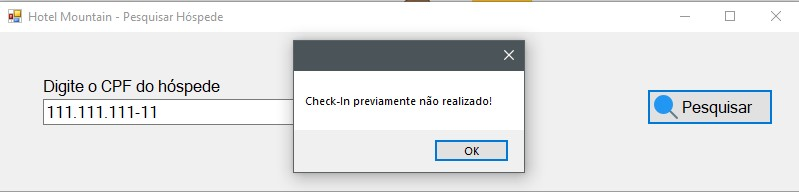 Hotel Mountain - Pesquisar Hóspede
Digite o CPF do hóspede
111.111.111-11
Check-In previamente não realizado!
OK
Pesquisar